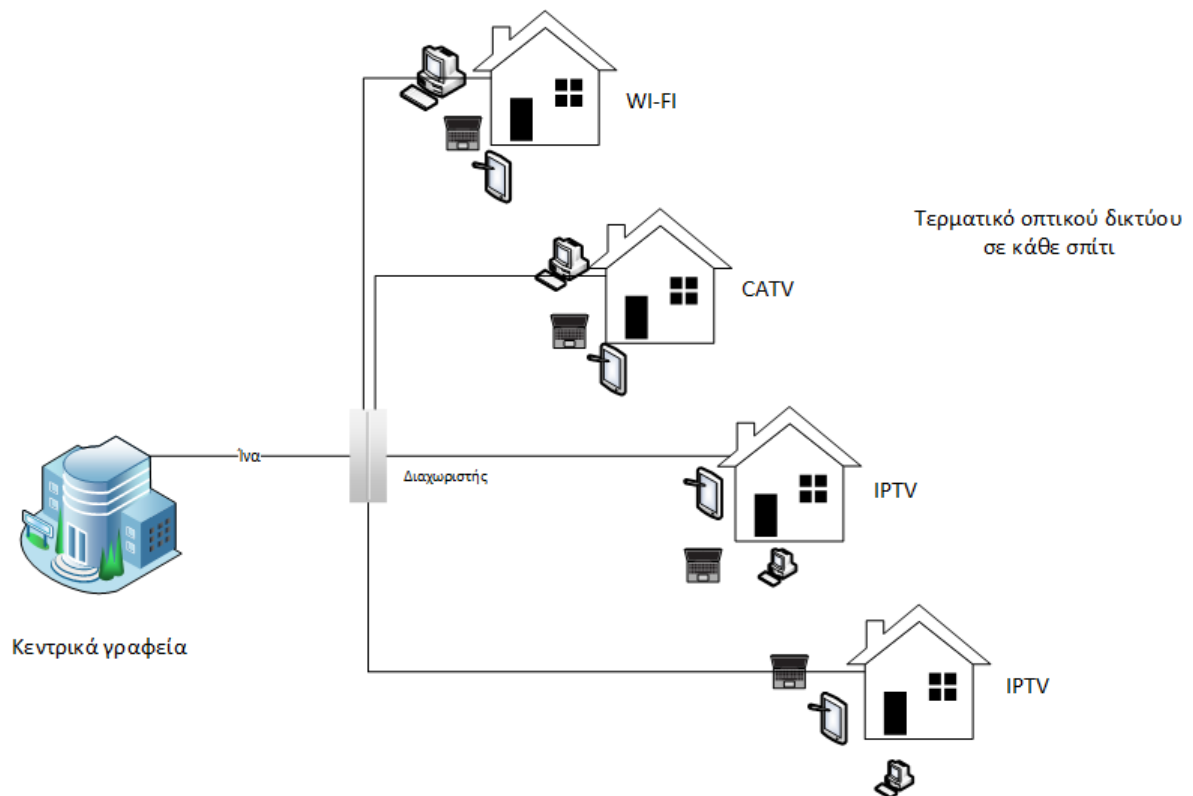 WI-FI
Τερματικό οπτικού δικτύου
σε κάθε σπίτι
CATV
Ίνα
Διαχωριστής
IPTV
Κεντρικά γραφεία
IPTV